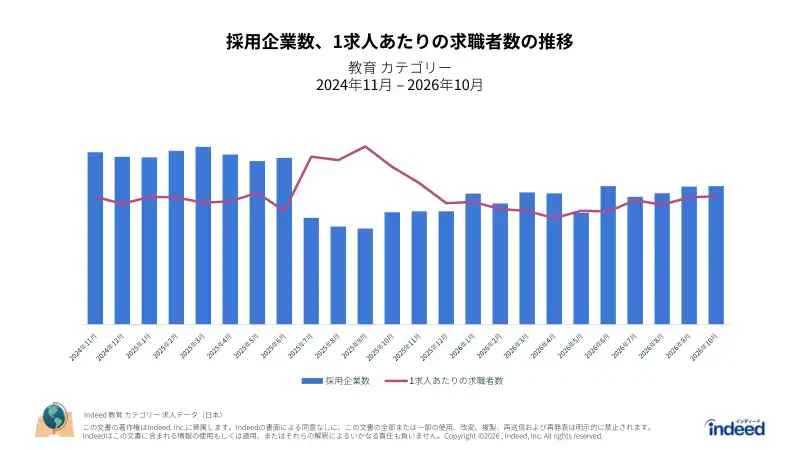 採用企業数、1求人あたりの求職者数の推移
教育 カテゴリー
2024年11月 – 2026年10月
2024年11月
2024年12月
2025年1月
2025年2月
2025年3月
2025年4月
2025年5月
2025年6月
2025年7月
2025年8月
2025年9月
2025年10月
2025年11月
2025年12月
2026年1月
2026年2月
2026年3月
2026年4月
2026年5月
2026年6月
2026年7月
2026年8月
2026年9月
2026年10月
採用企業数
1求人あたりの求職者数
Indeed 教育 カテゴリー 求人データ（日本）
この文書の著作権はIndeed, Inc.に帰属します。Indeedの書面による同意なしに、この文書の全部または一部の使用、改変、複製、再送信および再発表は明示的に禁止されます。
Indeedはこの文書に含まれる情報の使用もしくは適用、またはそれらの解釈によるいかなる責任も負いません。Copyright ©2026 , Indeed, Inc. All rights reserved.
インディード
indeed